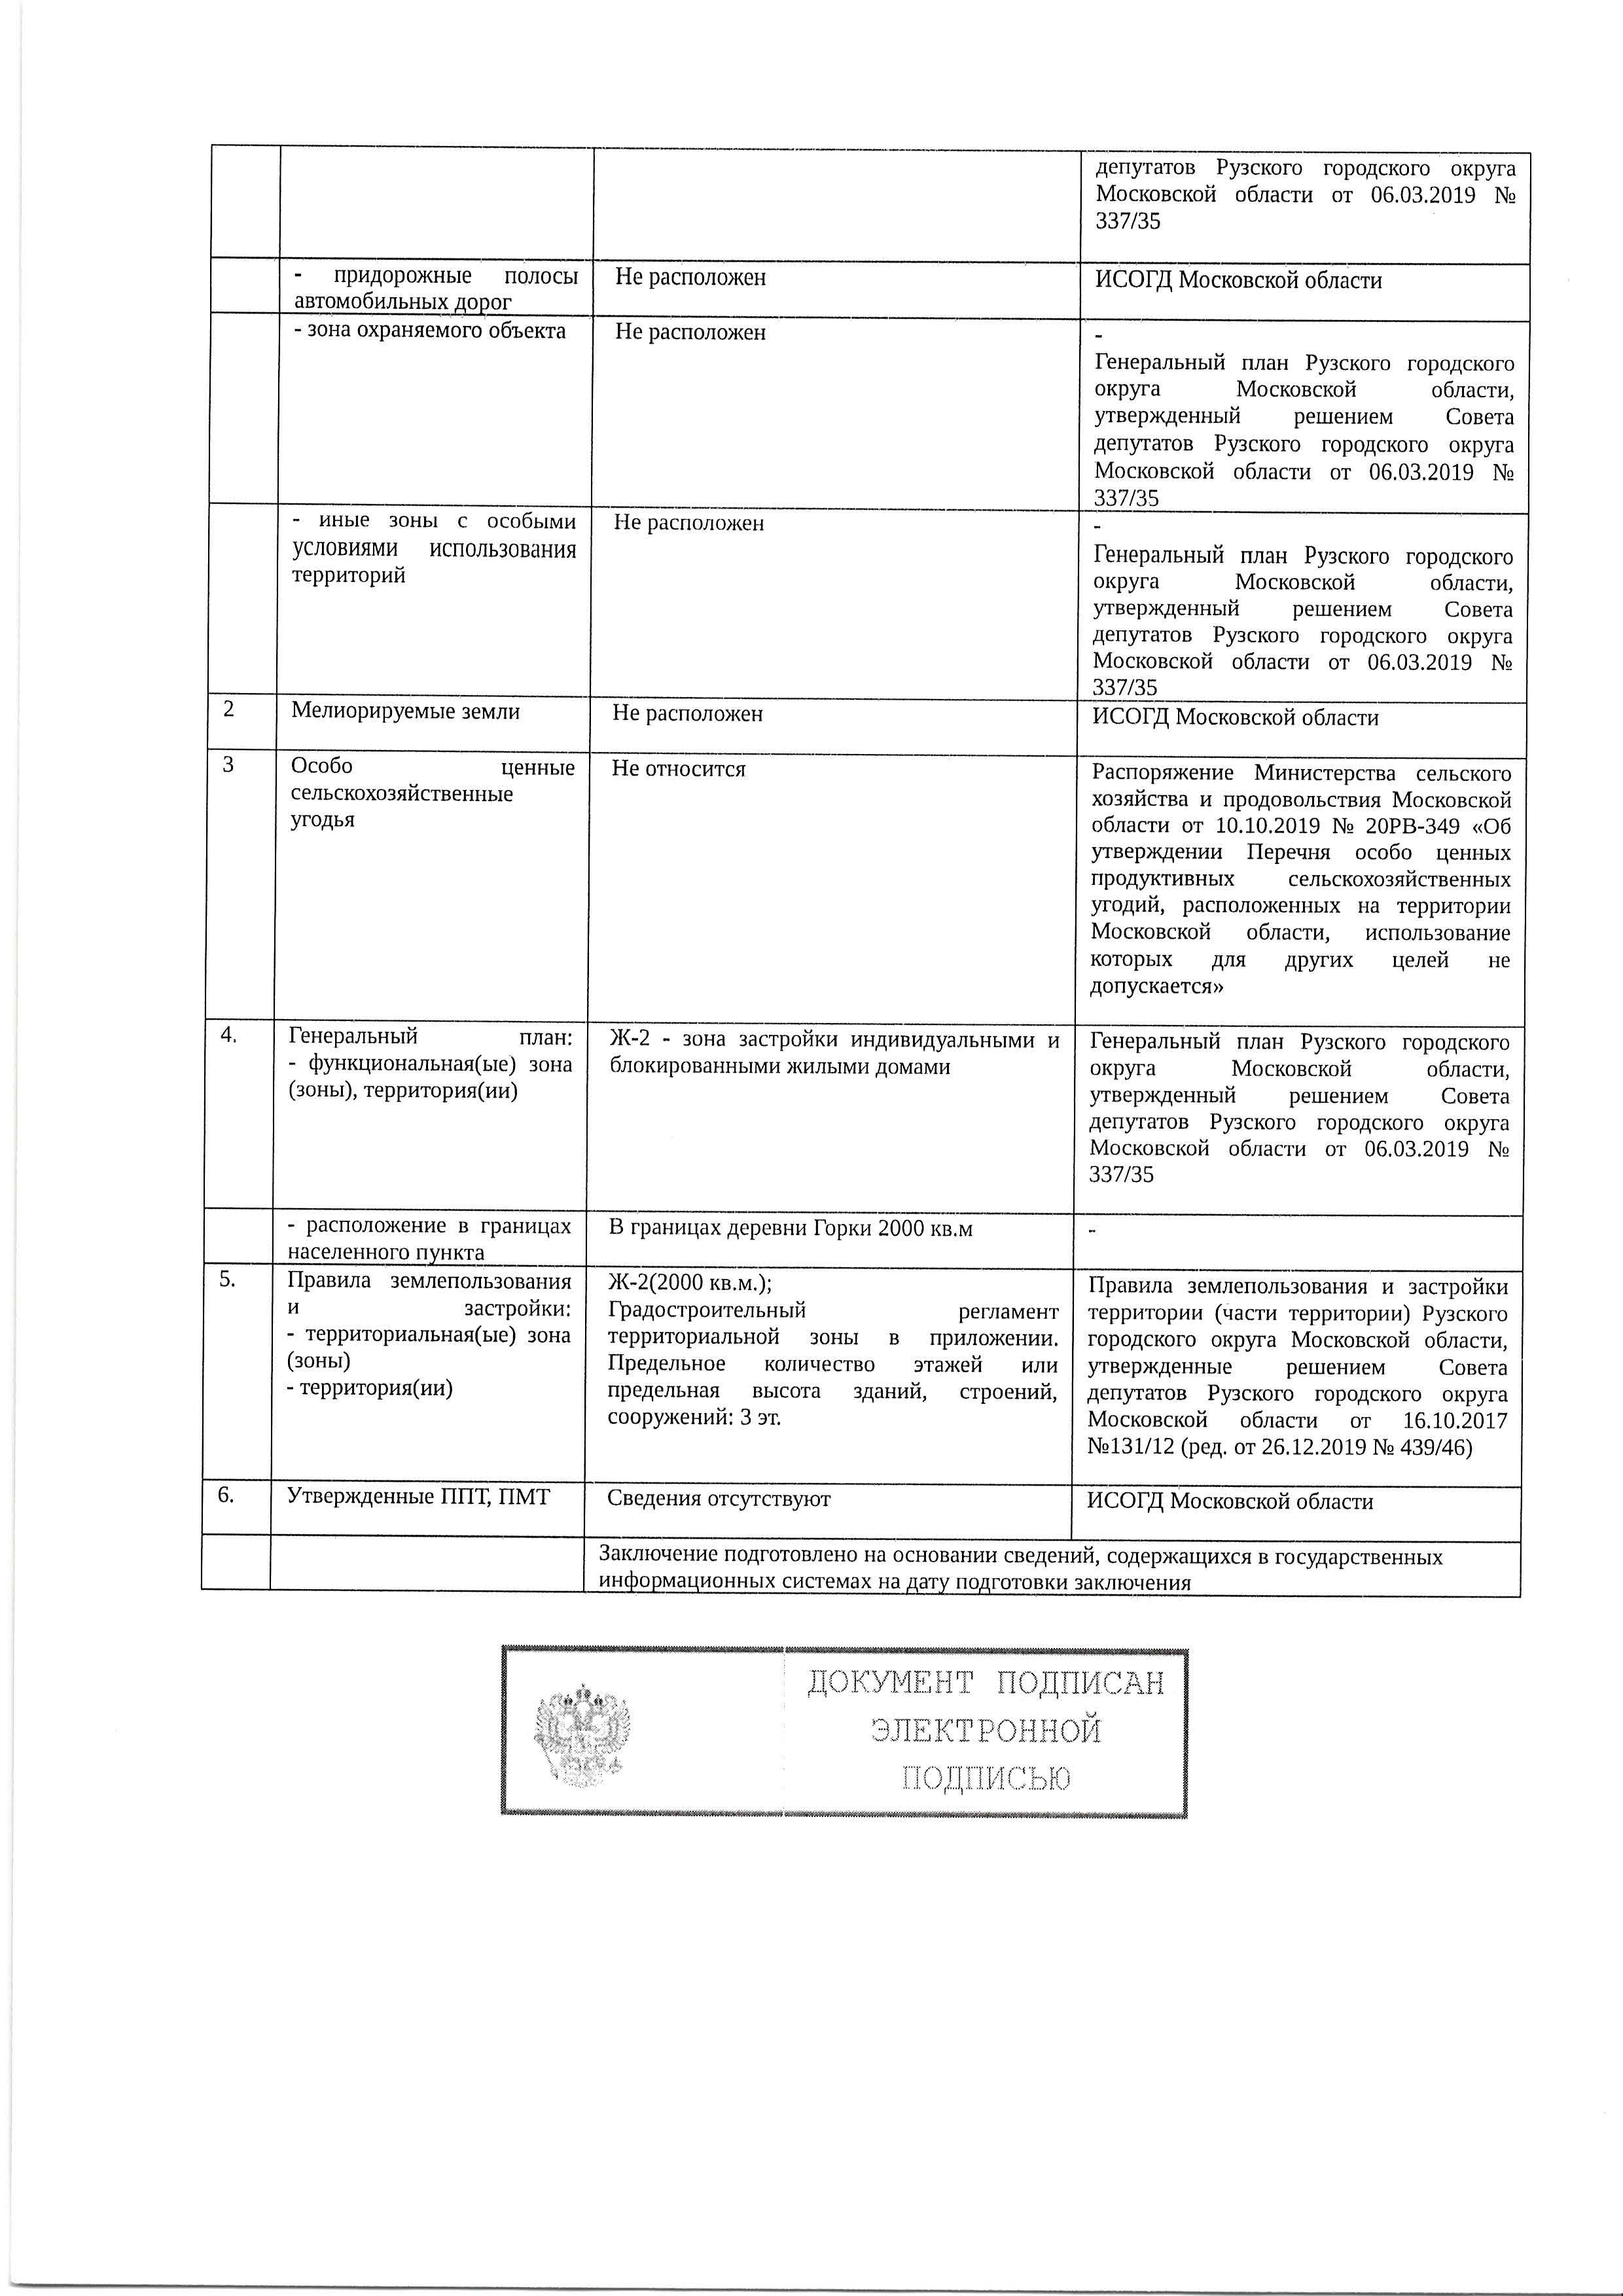 депутатов Рузского городского округа
Московской области от 06.03.2019 №
337/35
- придорожные полосы
автомобильных дорог
Не расположен
ИСОГД Московской области
- зона охраняемого объекта
Не расположен
-
Генеральный план Рузского городского
округа Московской области,
утвержденный решением Совета
депутатов Рузского городского округа
Московской области от 06.03.2019 №
337/35
- иные зоны с особыми
условиями использования
территорий
Не расположен
-
Генеральный план Рузского городского
округа Московской области,
утвержденный решением Совета
депутатов Рузского городского округа
Московской области от 06.03.2019 №
337/35
2
Мелиорируемые земли
Не расположен
ИСОГД Московской области
3
Особо ценные
сельскохозяйственные
угодья
Не относится
Распоряжение Министерства сельского
хозяйства и продовольствия Московской
области от 10.10.2019 № 20РВ-349 «Об
утверждении Перечня особо ценных
продуктивных сельскохозяйственных
угодий, расположенных на территории
Московской области, использование
которых для других целей не
допускается»
4.
Генеральный план:
- функциональная(ые) зона
(зоны), территория(ии)
Ж-2 - зона застройки индивидуальными и
блокированными жилыми домами
Генеральный план Рузского городского
округа Московской области,
утвержденный решением Совета
депутатов Рузского городского округа
Московской области от 06.03.2019 №
337/35
- расположение в границах
населенного пункта
В границах деревни Горки 2000 кв.м
-
5.
Правила землепользования
и застройки:
- территориальная(ые) зона
(зоны)
- территория(ии)
Ж-2(2000 кв.м.);
Градостроительный регламент
территориальной зоны в приложении.
Предельное количество этажей или
предельная высота зданий, строений,
сооружений: 3 эт.
Правила землепользования и застройки
территории (части территории) Рузского
городского округа Московской области,
утвержденные решением Совета
депутатов Рузского городского округа
Московской области от 16.10.2017
№131/12 (ред. от 26.12.2019 № 439/46)
6.
Утвержденные ППТ, ПМТ
Сведения отсутствуют
ИСОГД Московской области
Заключение подготовлено на основании сведений, содержащихся в государственных
информационных системах на дату подготовки заключения
ДОКУМЕНТ ПОДПИСАН
ЭЛЕКТРОННОЙ
ПОДПИСЬЮ